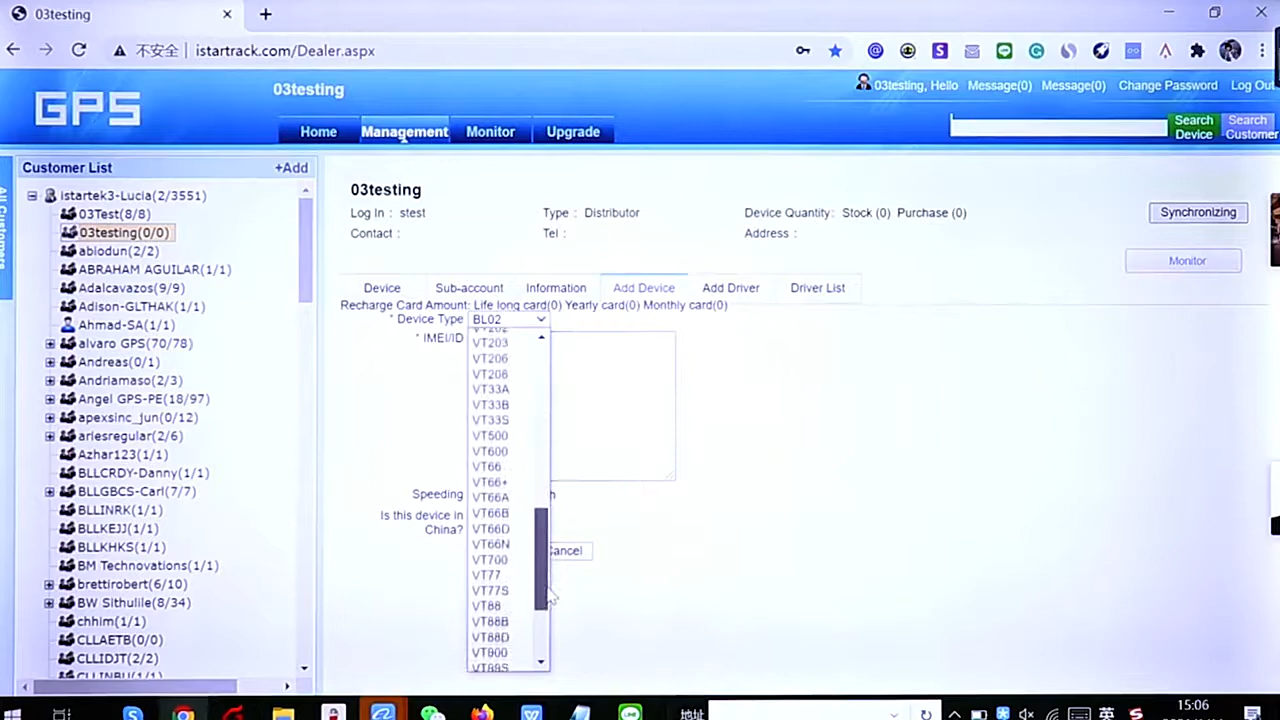 03testing
不安全 istartrack.com/Dealer.aspx
GPS
03testing
03testing, Hello Message(0) Message(0) Change Password Log Out
Home Management Monitor Upgrade
Search Device
Search Customer
All Customers
Customer List +Add
istartek3-Lucia(2/3551)
03Test(8/8)
03testing(0/0)
abiodun(2/2)
ABRAHAM AGUILAR(1/1)
Adalcavazos(9/9)
Adison-GLTHAK(1/1)
Ahmad-SA(1/1)
alvaro GPS(70/78)
Andreas(0/1)
Andriamaso(2/3)
Angel GPS-PE(18/97)
apexsinc_jun(0/12)
ariesregular(2/6)
Azhar123(1/1)
BLLCRDY-Danny(1/1)
BLLGBCS-Carl(7/7)
BLLINRK(1/1)
BLLKEJJ(1/1)
BLLKHKS(1/1)
BM Technovations(1/1)
brettirobert(6/10)
BW Sithulile(8/34)
chhim(1/1)
CLLAETB(0/0)
CLLIDJT(2/2)
CLLINBU(1/1)
03testing
Log In : stest Type : Distributor Device Quantity: Stock (0) Purchase (0)
Contact : Tel : Address :
Synchronizing
Monitor
Device Sub-account Information Add Device Add Driver Driver List
Recharge Card Amount: Life long card(0) Yearly card(0) Monthly card(0)
* Device Type BL02
* IMEI/ID
VT202
VT203
VT206
VT208
VT33A
VT33B
VT33S
VT500
VT600
VT66
VT66+
VT66A
VT66B
VT66D
VT66N
VT700
VT77
VT77S
VT88
VT88B
VT88D
VT900
Speeding h
Is this device in
China?
Cancel
地址
英
15:06